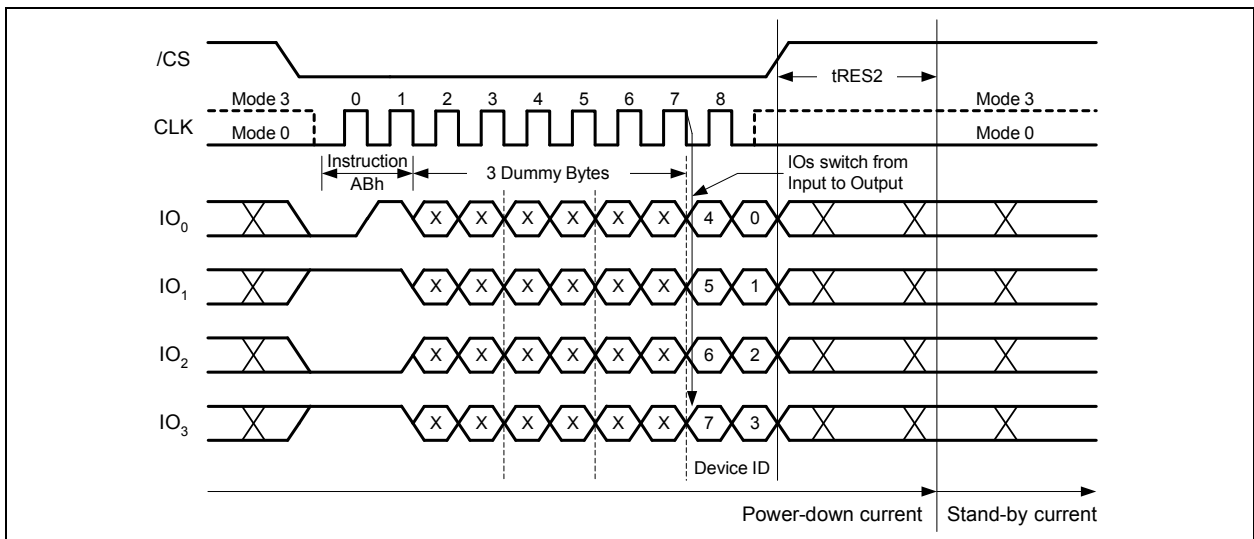 /CS
tRES2
Mode 3 0 1 2 3 4 5 6 7 8 Mode 3
CLK
Mode 0 Mode 0
Instruction
ABh
3 Dummy Bytes
IOs switch from
Input to Output
IO0 X X X X X X 4 0
IO1 X X X X X X 5 1
IO2 X X X X X X 6 2
IO3 X X X X X X 7 3
Device ID
Power-down current Stand-by current